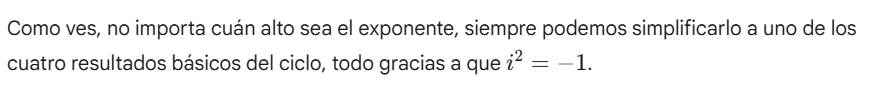 Como ves, no importa cuán alto sea el exponente, siempre podemos simplificarlo a uno de los
cuatro resultados básicos del ciclo, todo gracias a que i² = −1.